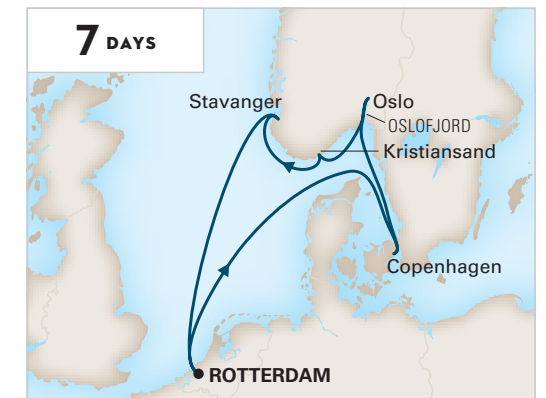 7 DAYS
Stavanger
Oslo
OSLOFJORD
Kristiansand
Copenhagen
ROTTERDAM